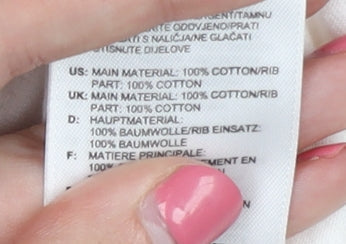 ODVOJENO/PRATI
S NALIČJA/NE GLAČATI
OTISNUTE DIJELOVE
US: MAIN MATERIAL: 100% COTTON/RIB
PART: 100% COTTON
UK: MAIN MATERIAL: 100% COTTON/RIB
PART: 100% COTTON
D: HAUPTMATERIAL:
100% BAUMWOLLE/RIB EINSATZ:
100% BAUMWOLLE
F: MATIERE PRINCIPALE:
EN